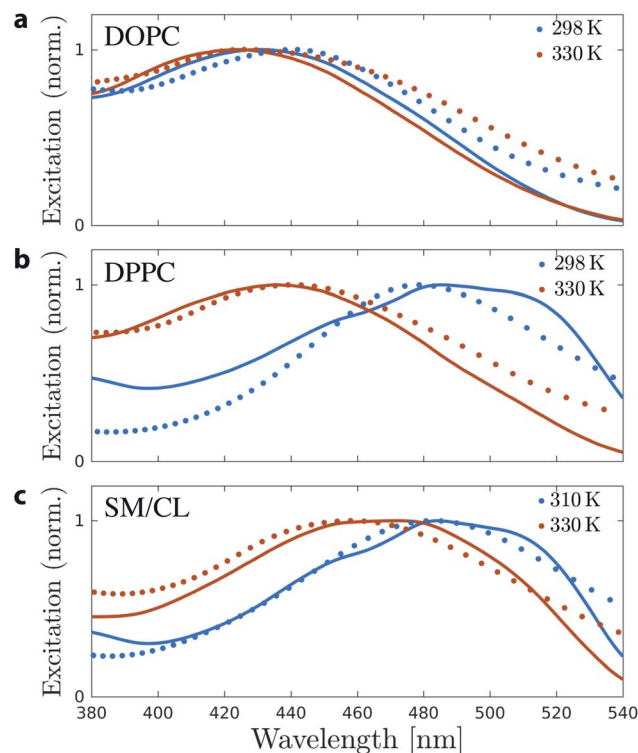 a
DOPC
298 K
330 K
1
0
Excitation (norm.)
b
DPPC
298 K
330 K
1
0
Excitation (norm.)
c
SM/CL
310 K
330 K
1
0
Excitation (norm.)
380 400 420 440 460 480 500 520 540
Wavelength [nm]